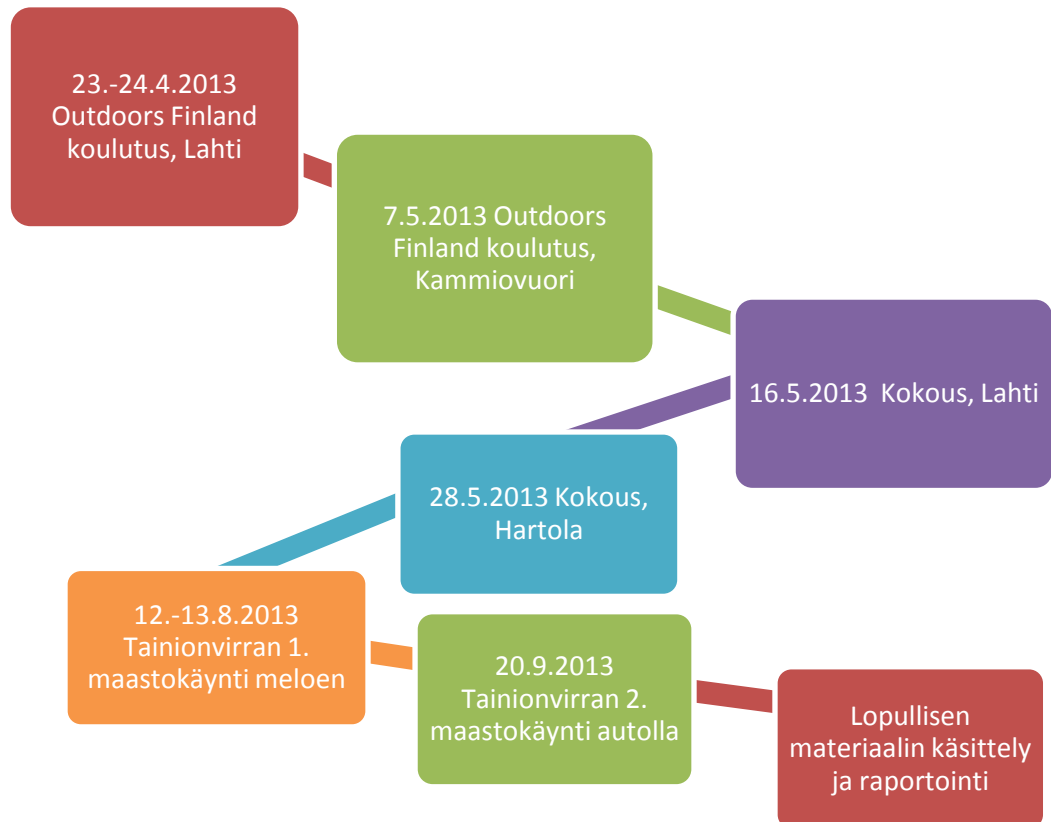 23.-24.4.2013
Outdoors Finland
koulutus, Lahti
7.5.2013 Outdoors
Finland koulutus,
Kammiovuori
16.5.2013 Kokous, Lahti
28.5.2013 Kokous,
Hartola
12.-13.8.2013
Tainionvirran 1.
maastokäynti meloen
20.9.2013
Tainionvirran 2.
maastokäynti autolla
Lopullisen
materiaalin käsittely
ja raportointi